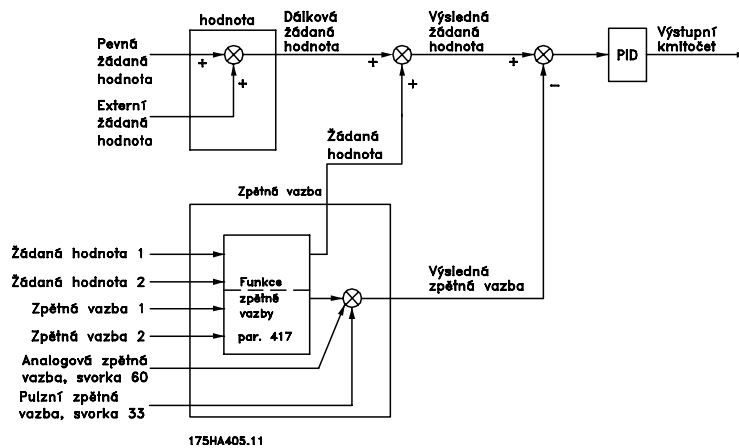 hodnota
Pevná
žádaná
hodnota
Dálková
žádaná
hodnota
Výsledná
žádaná
hodnota
Výstupní
kmitočet
PID
+
+
+
+
+
−
Externí
žádaná
hodnota
Žádaná
hodnota
Zpětná vazba
Žádaná hodnota 1
Žádaná hodnota 2
Zpětná vazba 1
Zpětná vazba 2
Funkce
zpětné
vazby
par. 417
Výsledná
zpětná vazba
Analogová zpětná
vazba, svorka 60
Pulzní zpětná
vazba, svorka 33
175HA405.11